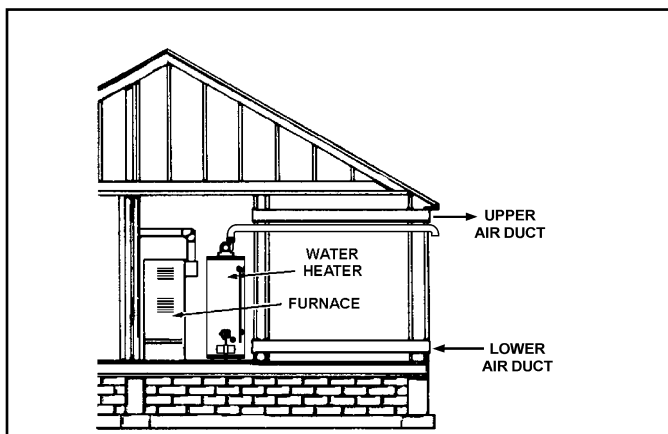 UPPER
AIR DUCT
WATER
HEATER
FURNACE
LOWER
AIR DUCT